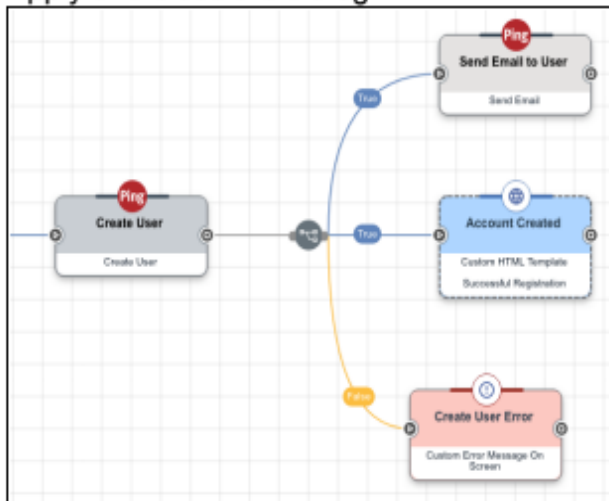 Ping
Send Email to User
Send Email
True
Ping
Create User
Create User
True
Account Created
Custom HTML Template
Successful Registration
False
Create User Error
Custom Error Message On
Screen